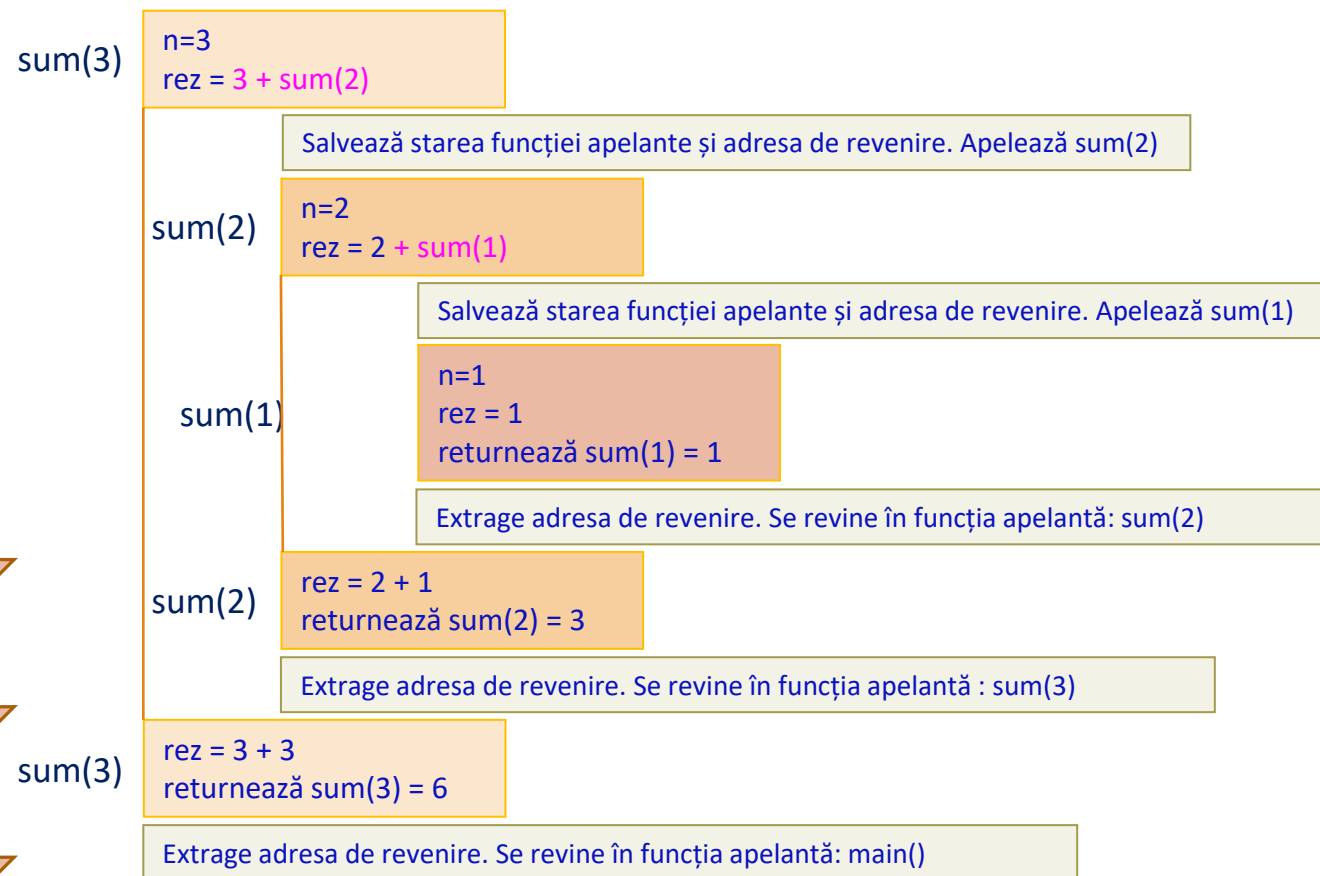 sum(3)
n=3
rez = 3 + sum(2)
Salvează starea funcției apelante și adresa de revenire. Apelează sum(2)
sum(2)
n=2
rez = 2 + sum(1)
Salvează starea funcției apelante și adresa de revenire. Apelează sum(1)
sum(1)
n=1
rez = 1
returnează sum(1) = 1
Extrage adresa de revenire. Se revine în funcția apelantă: sum(2)
sum(2)
rez = 2 + 1
returnează sum(2) = 3
Extrage adresa de revenire. Se revine în funcția apelantă : sum(3)
sum(3)
rez = 3 + 3
returnează sum(3) = 6
Extrage adresa de revenire. Se revine în funcția apelantă: main()